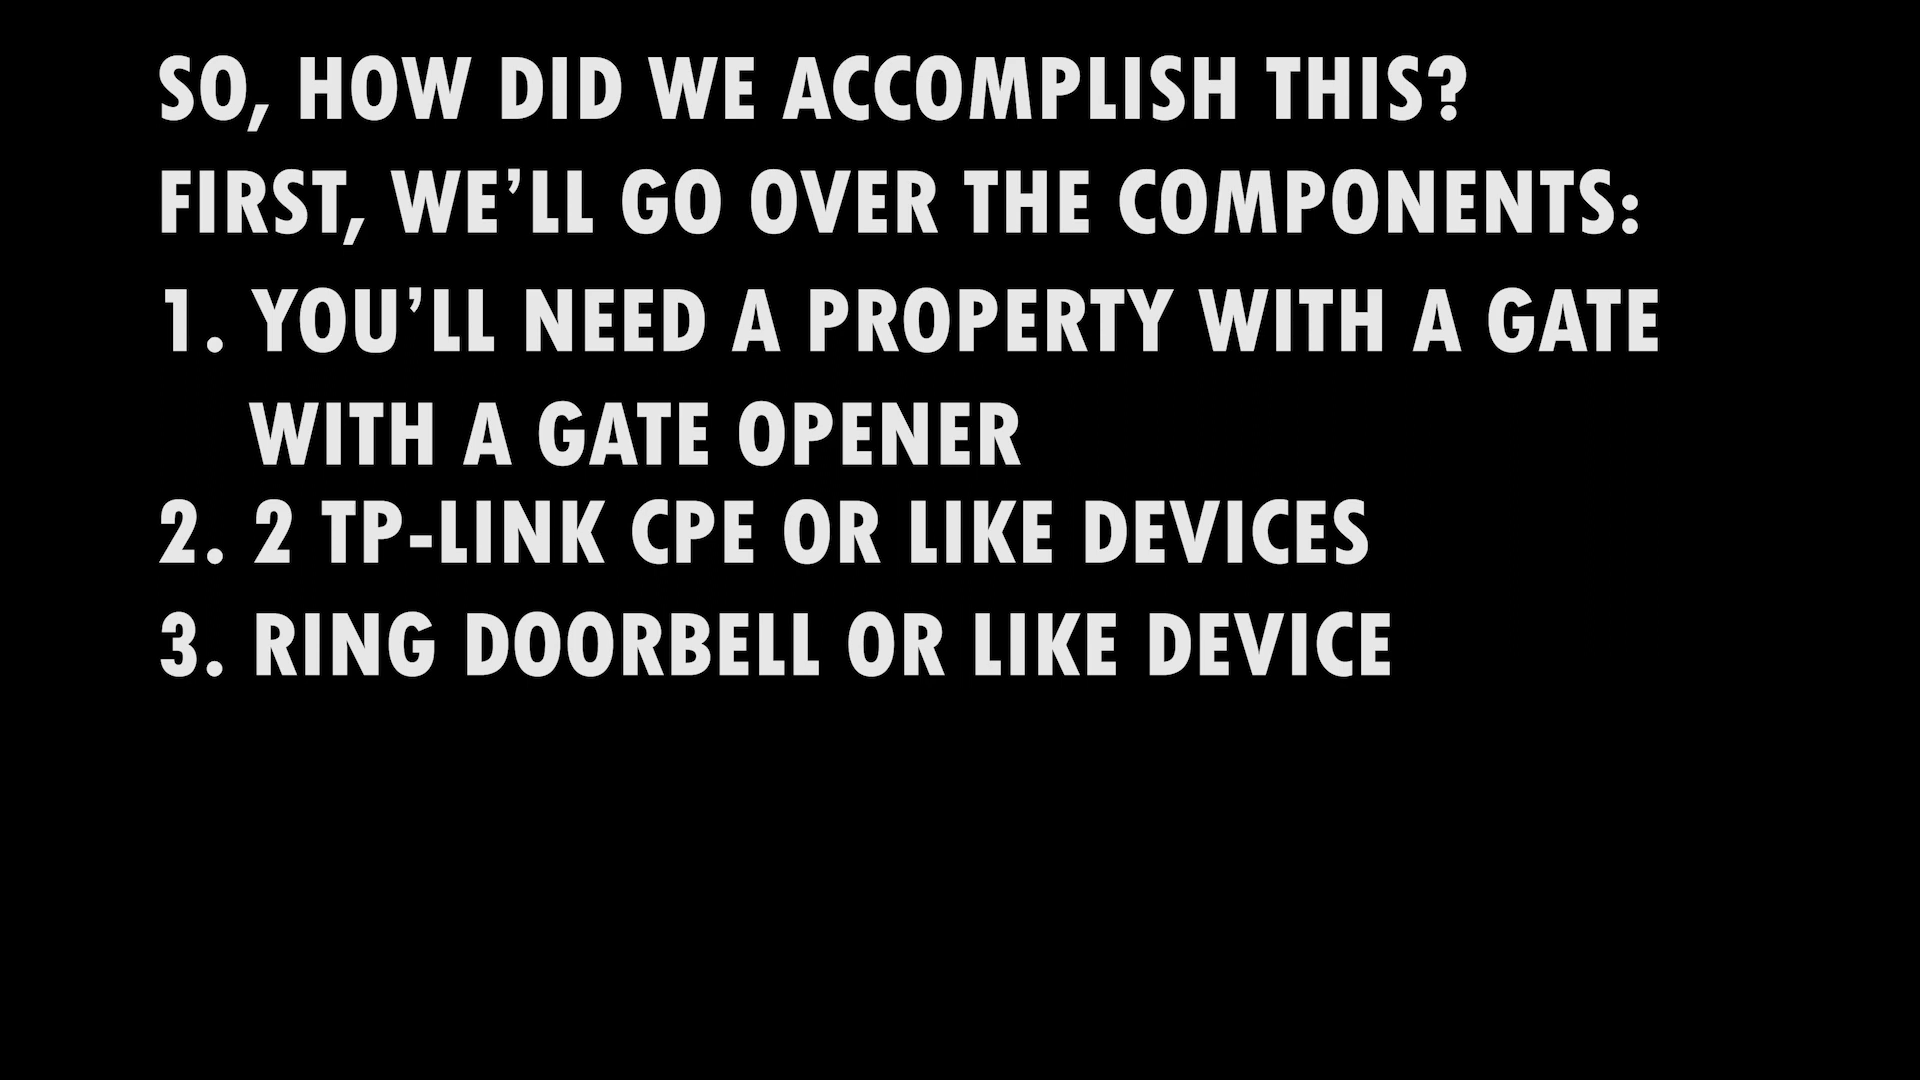 SO, HOW DID WE ACCOMPLISH THIS?
FIRST, WE’LL GO OVER THE COMPONENTS:
1. YOU’LL NEED A PROPERTY WITH A GATE
WITH A GATE OPENER
2. 2 TP-LINK CPE OR LIKE DEVICES
3. RING DOORBELL OR LIKE DEVICE